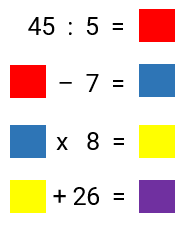 45 : 5 =
− 7 =
x 8 =
+ 26 =